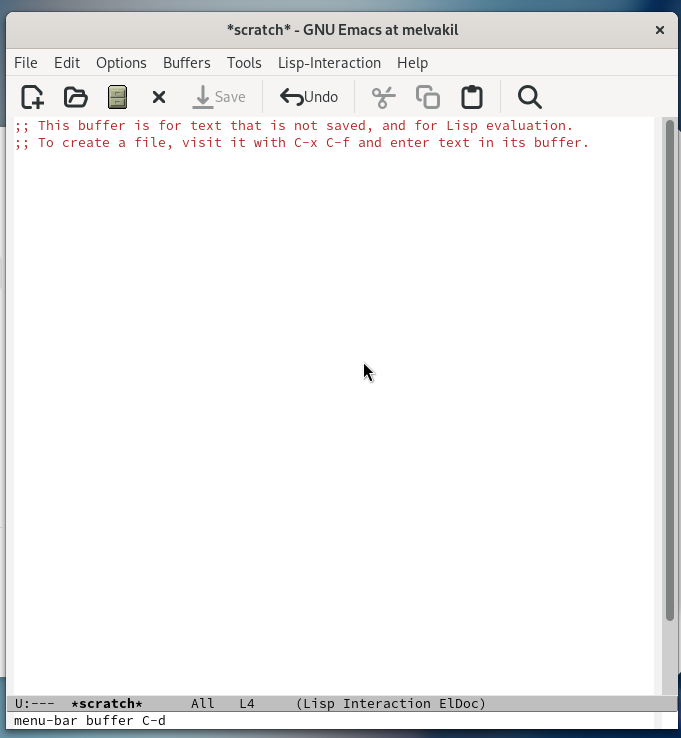 *scratch* - GNU Emacs at melvakil
File Edit Options Buffers Tools Lisp-Interaction Help
Save Undo
;; This buffer is for text that is not saved, and for Lisp evaluation.
;; To create a file, visit it with C-x C-f and enter text in its buffer.
U:--- *scratch* All L4 (Lisp Interaction ElDoc)
menu-bar buffer C-d